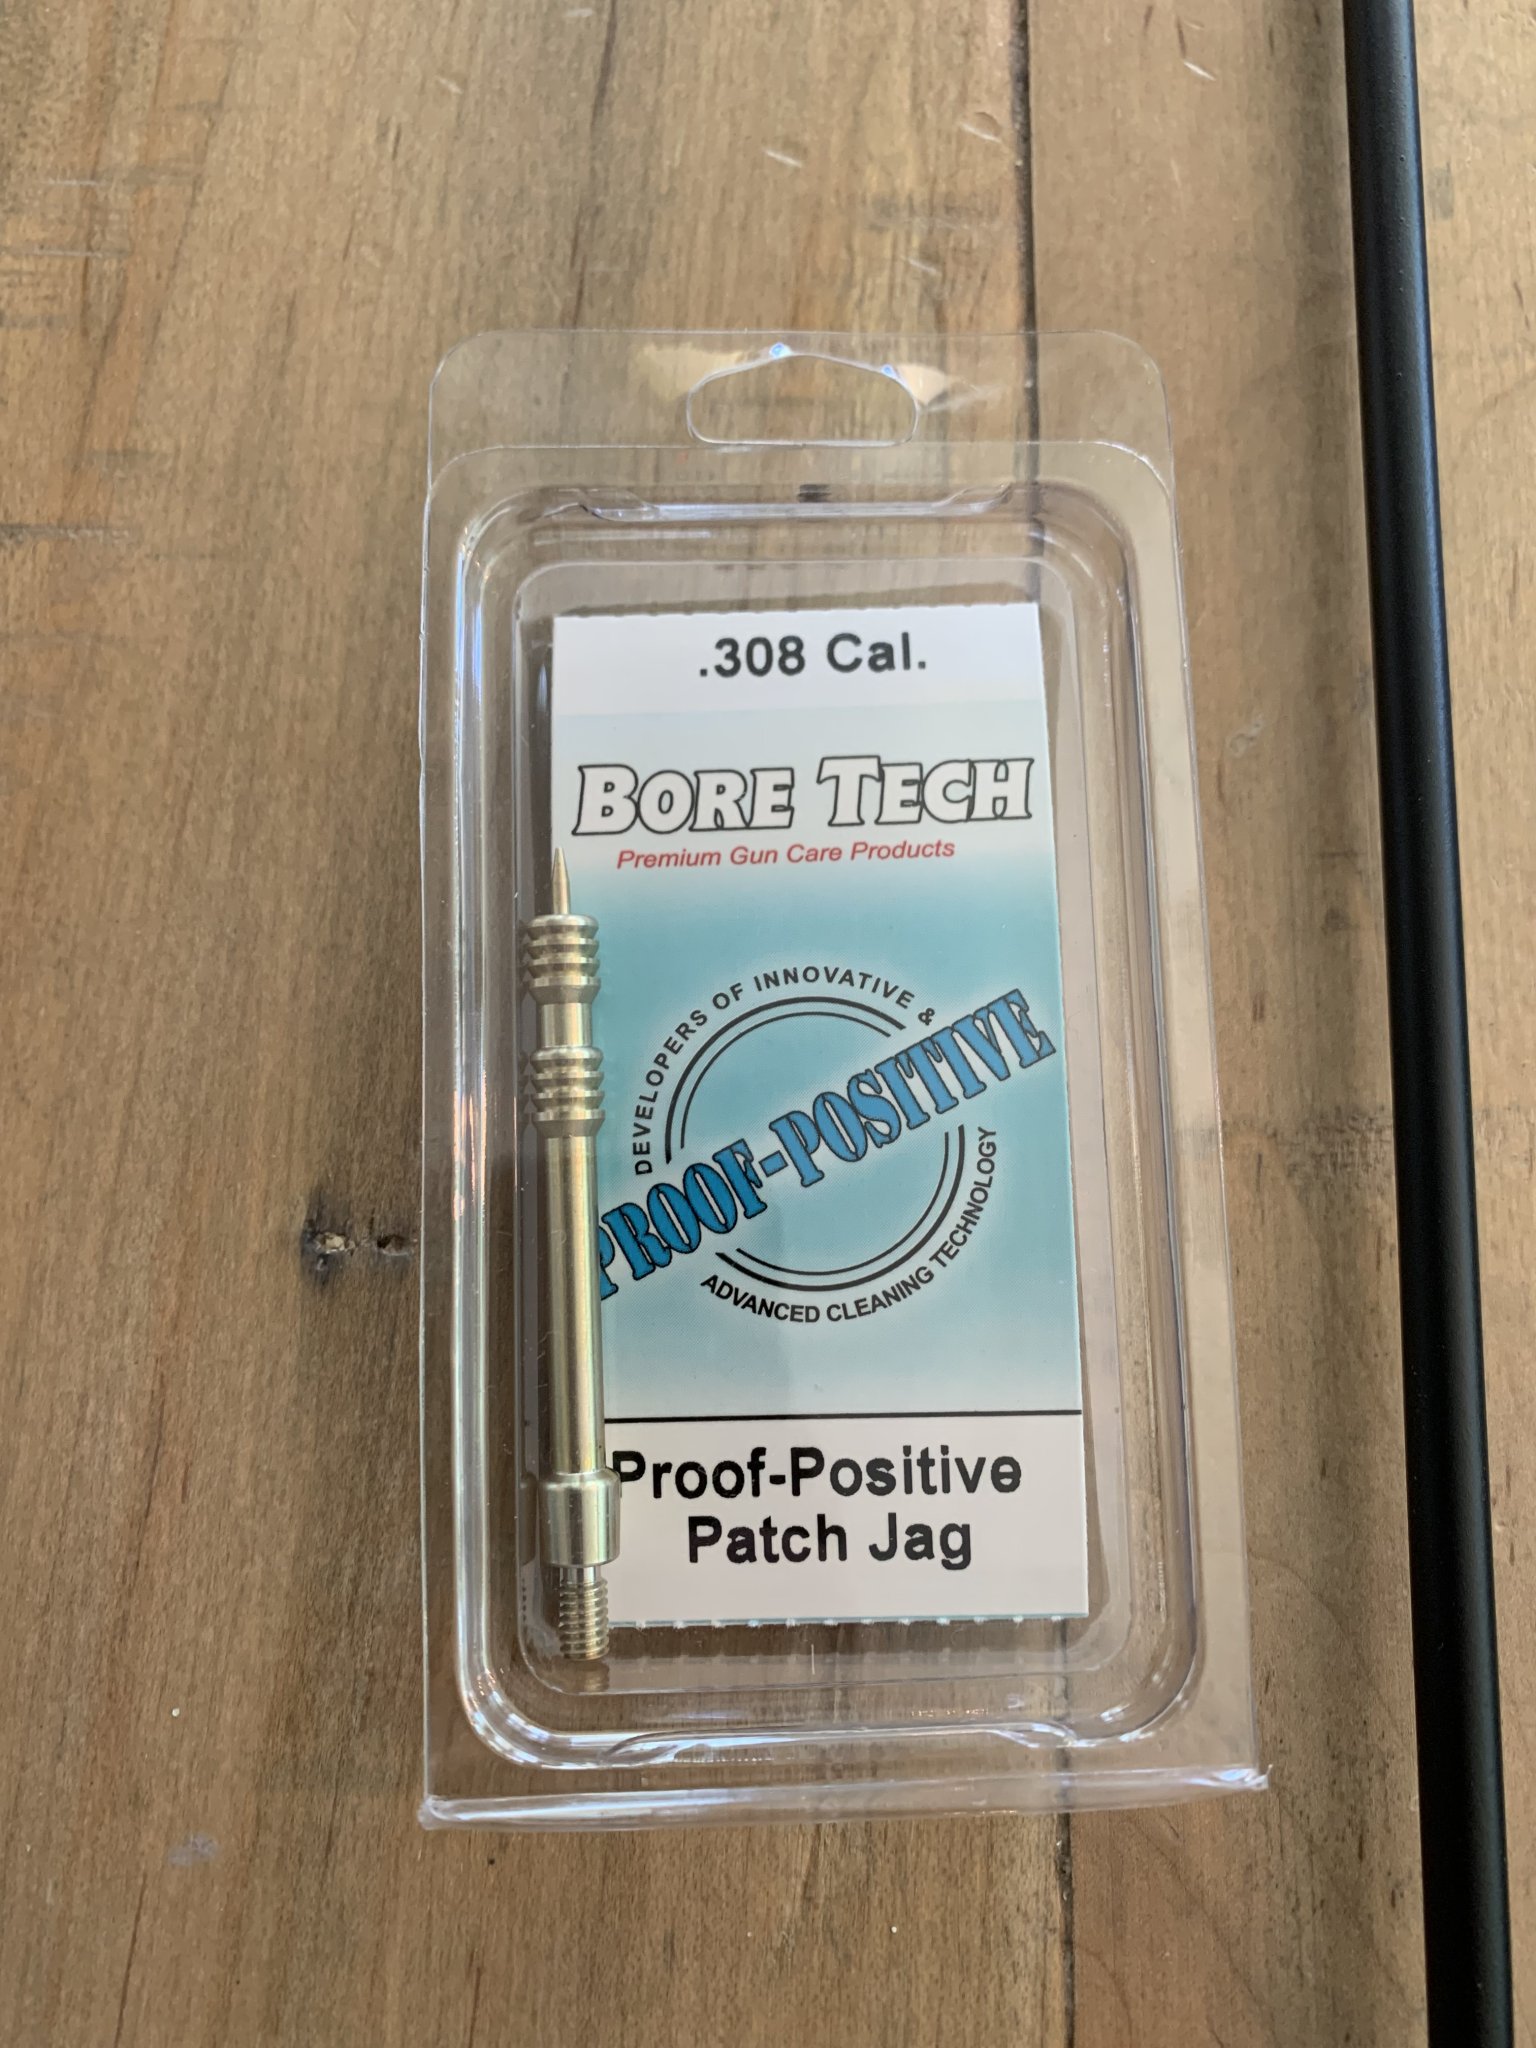 .308 Cal.
BORE TECH
Premium Gun Care Products
DEVELOPERS OF INNOVATIVE &
PROOF-POSITIVE
ADVANCED CLEANING TECHNOLOGY
Proof-Positive
Patch Jag